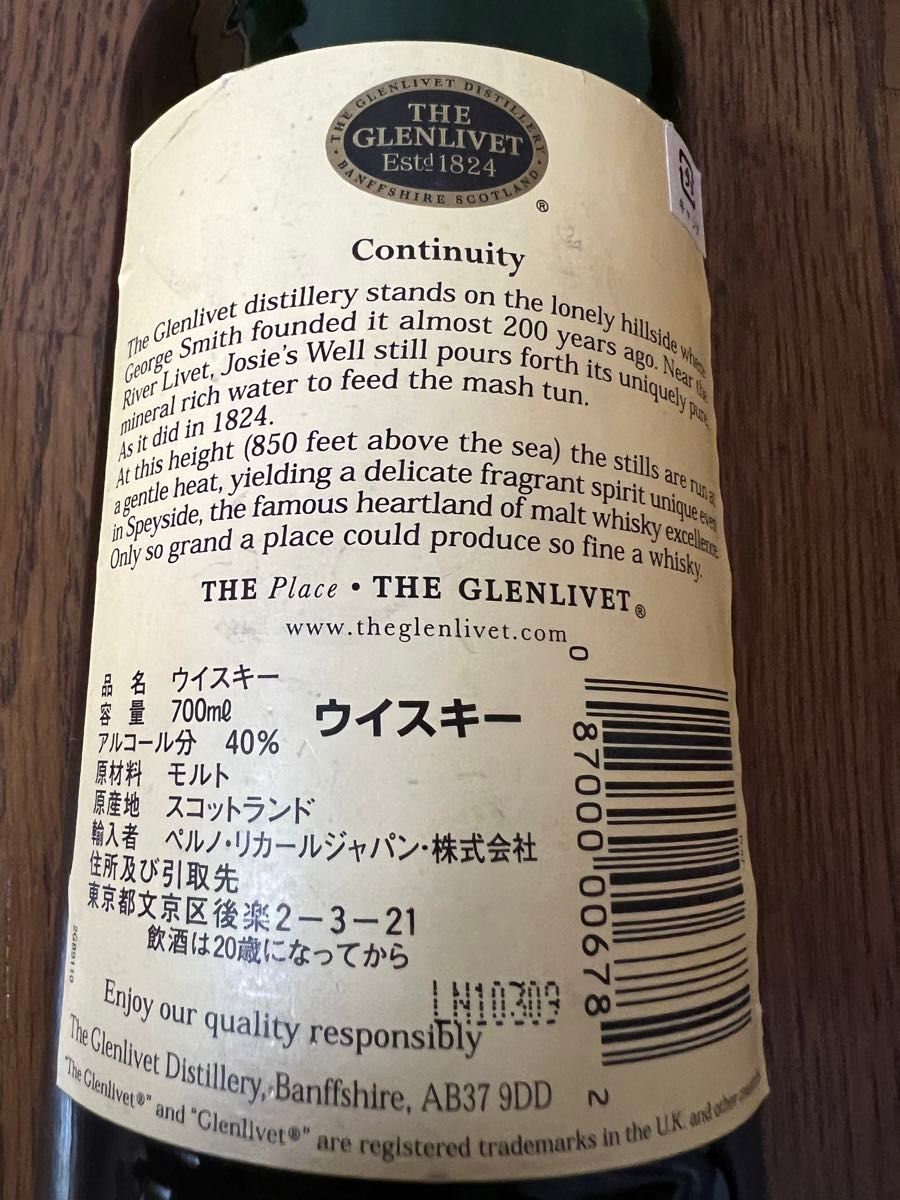 · THE GLENLIVET DISTILLERY ·
THE
GLENLIVET
Estd 1824
BANFFSHIRE SCOTLAND
®
Continuity
The Glenlivet distillery stands on the lonely hillside where
George Smith founded it almost 200 years ago. Near the
River Livet, Josie's Well still pours forth its uniquely pure,
mineral rich water to feed the mash tun.
As it did in 1824.
At this height (850 feet above the sea) the stills are run at
a gentle heat, yielding a delicate fragrant spirit unique even
in Speyside, the famous heartland of malt whisky excellence.
Only so grand a place could produce so fine a whisky.
THE Place • THE GLENLIVET®
www.theglenlivet.com
品名 ウイスキー
容量 700mℓ
ウイスキー
アルコール分 40%
原材料 モルト
原産地 スコットランド
輸入者 ペルノ・リカールジャパン・株式会社
住所及び引取先
東京都文京区後楽2−3−21
飲酒は20歳になってから
0 87000 00678 2
LN10309
Enjoy our quality responsibly
The Glenlivet Distillery, Banffshire, AB37 9DD
"The Glenlivet®" and "Glenlivet®" are registered trademarks in the U.K. and other